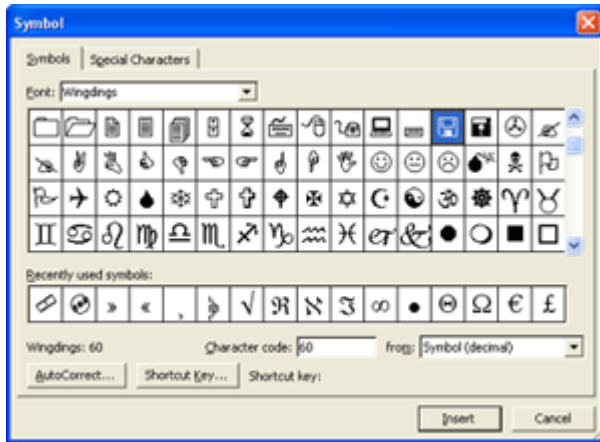 Symbol
Symbols Special Characters
Font: Wingdings
Recently used symbols:
» « ¸ √ ℜ ℵ ℑ ∞ • Θ Ω € £
Wingdings: 60 Character code: 60 from: Symbol (decimal)
AutoCorrect... Shortcut Key... Shortcut key:
Insert Cancel